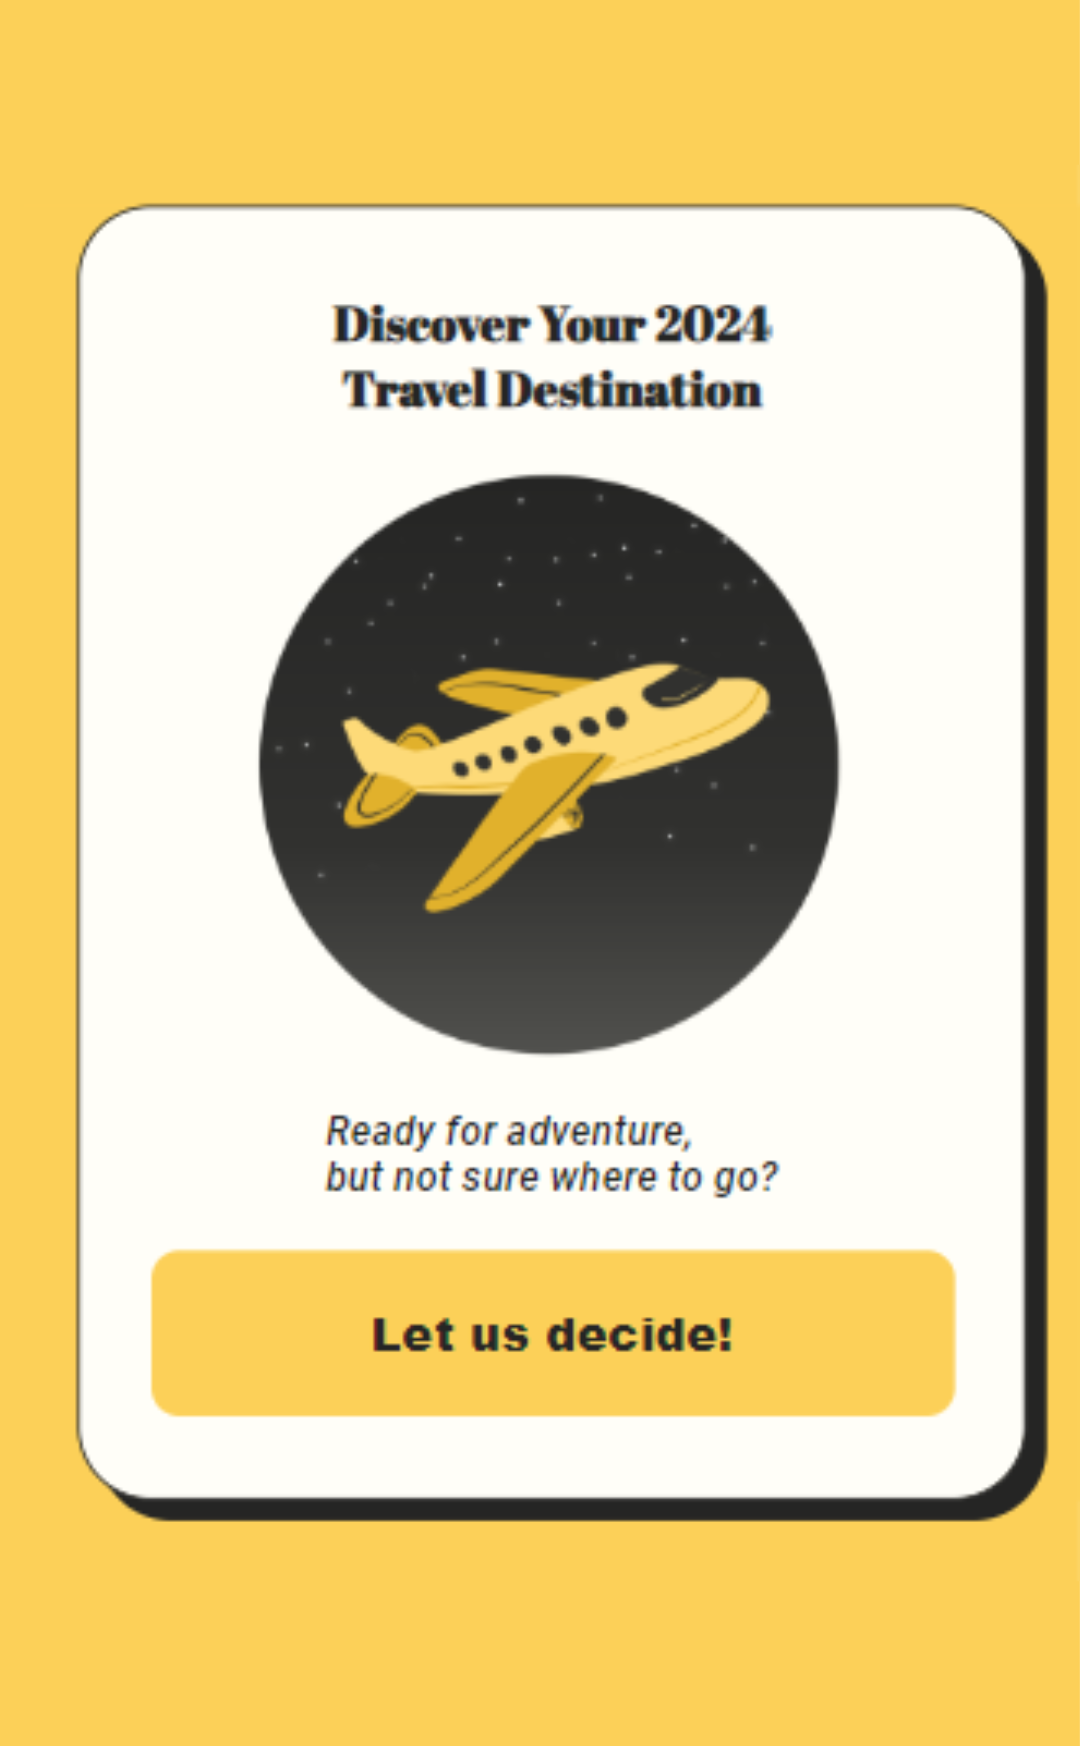 Discover Your 2024
Travel Destination
Ready for adventure,
but not sure where to go?
Let us decide!